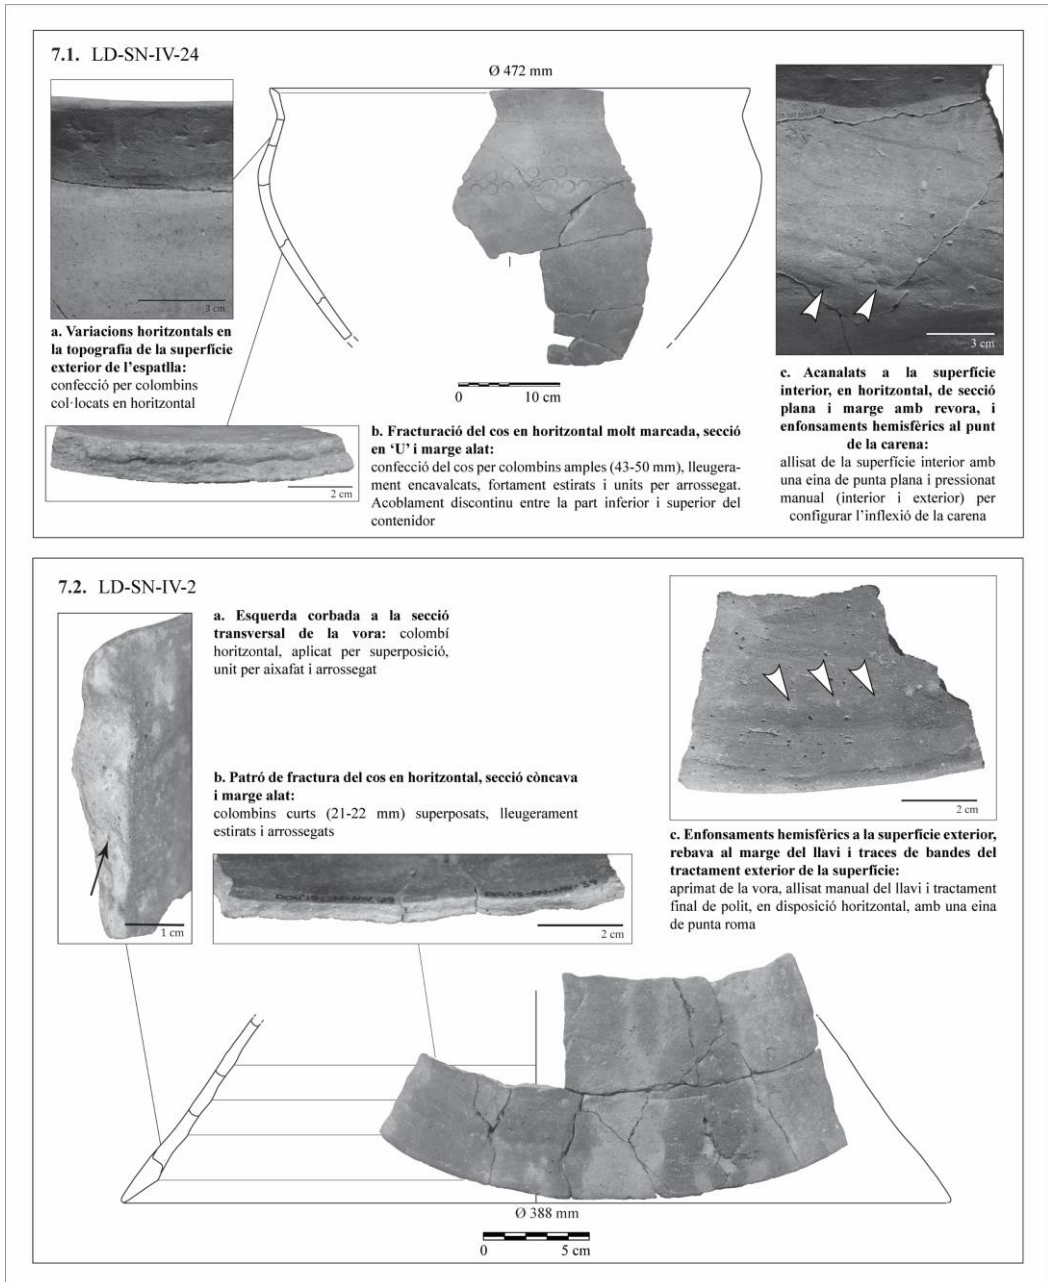 7.1. LD-SN-IV-24
Ø 472 mm
3 cm
a. Variacions horitzontals en
la topografia de la superfície
exterior de l’espatlla:
confecció per colombins
col·locats en horitzontal
2 cm
0 10 cm
b. Fracturació del cos en horitzontal molt marcada, secció
en ‘U’ i marge alat:
confecció del cos per colombins amples (43-50 mm), lleugera-
ment encavalcats, fortament estirats i units per arrossegat.
Acoblament discontinu entre la part inferior i superior del
contenidor
3 cm
c. Acanalats a la superfície
interior, en horitzontal, de secció
plana i marge amb revora, i
enfonsaments hemisfèrics al punt
de la carena:
allisat de la superfície interior amb
una eina de punta plana i pressionat
manual (interior i exterior) per
configurar l’inflexió de la carena
7.2. LD-SN-IV-2
1 cm
a. Esquerda corbada a la secció
transversal de la vora: colombí
horitzontal, aplicat per superposició,
unit per aixafat i arrossegat
b. Patró de fractura del cos en horitzontal, secció còncava
i marge alat:
colombins curts (21-22 mm) superposats, lleugerament
estirats i arrossegats
2 cm
2 cm
c. Enfonsaments hemisfèrics a la superfície exterior,
rebava al marge del llavi i traces de bandes del
tractament exterior de la superfície:
aprimat de la vora, allisat manual del llavi i tractament
final de polit, en disposició horitzontal, amb una eina
de punta roma
Ø 388 mm
0 5 cm